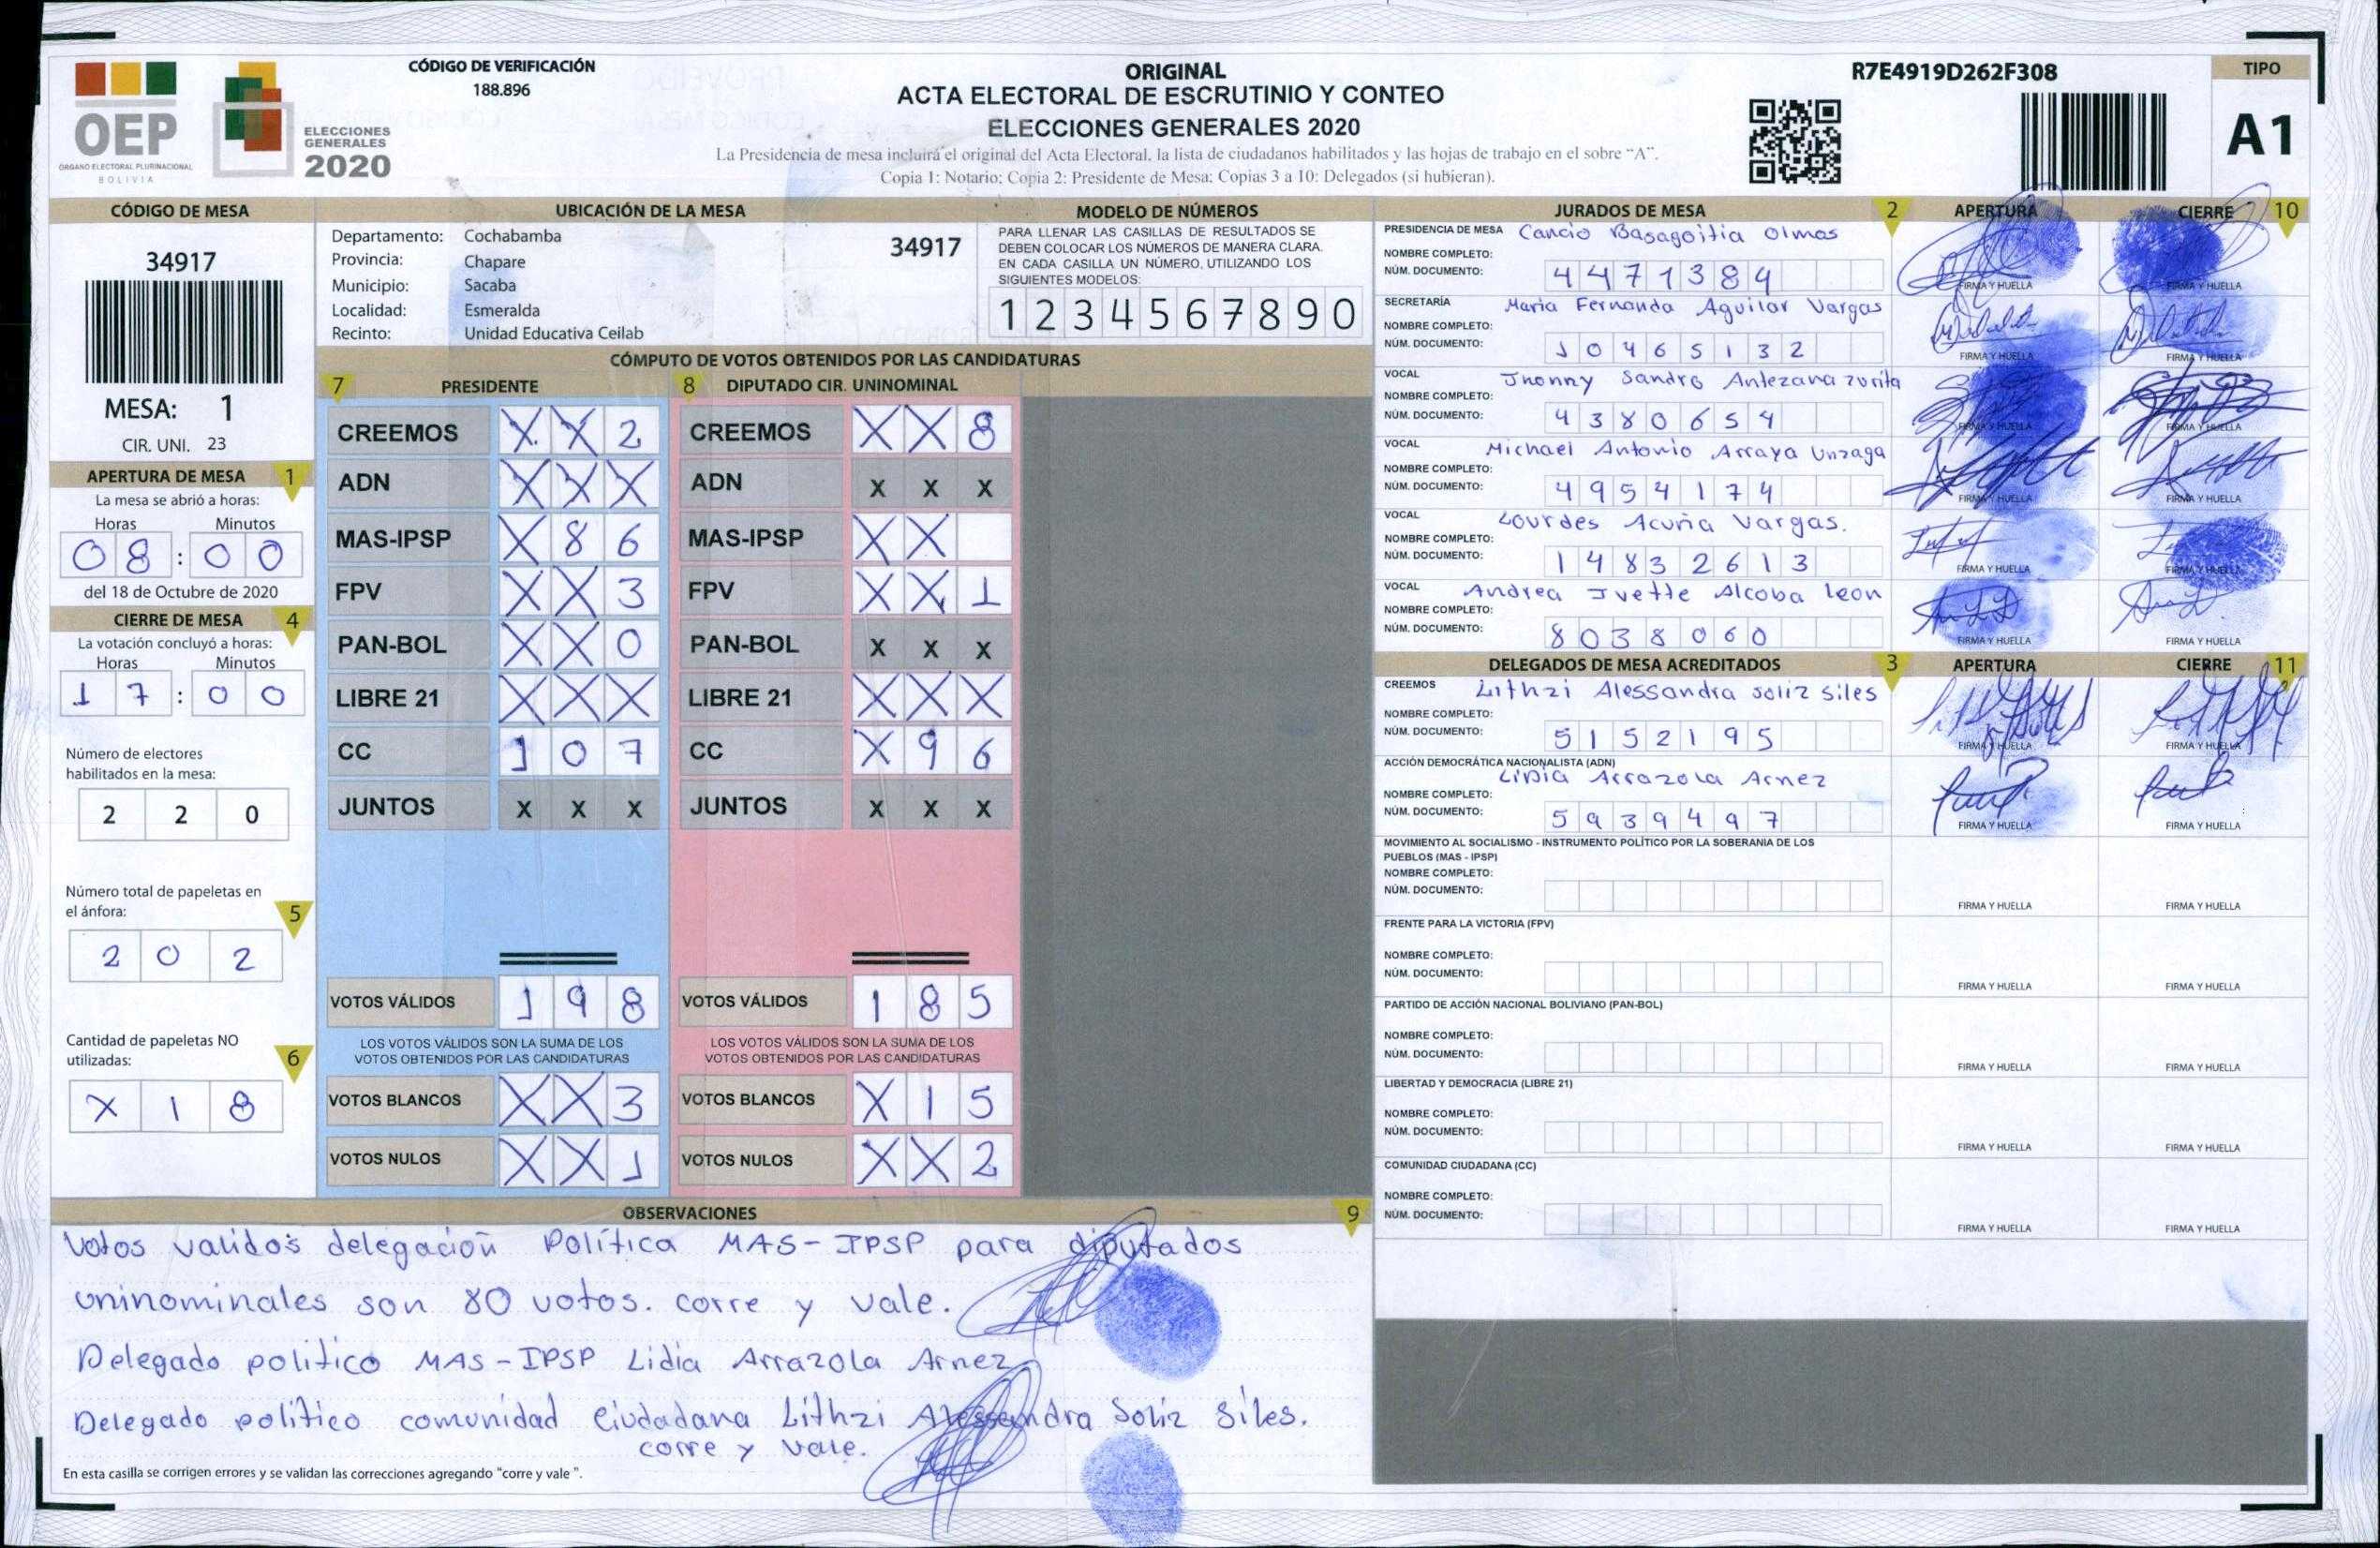 CÓDIGO DE VERIFICACIÓN
188.896
OEP
ÓRGANO ELECTORAL PLURINACIONAL
BOLIVIA
ELECCIONES
GENERALES
2020
ORIGINAL
ACTA ELECTORAL DE ESCRUTINIO Y CONTEO
ELECCIONES GENERALES 2020
La Presidencia de mesa incluirá el original del Acta Electoral, la lista de ciudadanos habilitados y las hojas de trabajo en el sobre “A”.
Copia 1: Notario; Copia 2: Presidente de Mesa; Copias 3 a 10: Delegados (si hubieran).
R7E4919D262F308
TIPO
A1
CÓDIGO DE MESA
34917
MESA: 1
CIR. UNI. 23
APERTURA DE MESA 1
La mesa se abrió a horas:
Horas Minutos
08 : 00
del 18 de Octubre de 2020
CIERRE DE MESA 4
La votación concluyó a horas:
Horas Minutos
17 : 00
Número de electores
habilitados en la mesa:
2 2 0
Número total de papeletas en
el ánfora: 5
2 0 2
Cantidad de papeletas NO
utilizadas: 6
X 1 8
UBICACIÓN DE LA MESA
Departamento: Cochabamba 34917
Provincia: Chapare
Municipio: Sacaba
Localidad: Esmeralda
Recinto: Unidad Educativa Ceilab
MODELO DE NÚMEROS
PARA LLENAR LAS CASILLAS DE RESULTADOS SE
DEBEN COLOCAR LOS NÚMEROS DE MANERA CLARA.
EN CADA CASILLA UN NÚMERO, UTILIZANDO LOS
SIGUIENTES MODELOS:
1 2 3 4 5 6 7 8 9 0
CÓMPUTO DE VOTOS OBTENIDOS POR LAS CANDIDATURAS
7 PRESIDENTE
CREEMOS X X 2
ADN X X X
MAS-IPSP X 8 6
FPV X X 3
PAN-BOL X X 0
LIBRE 21 X X X
CC 1 0 7
JUNTOS X X X
VOTOS VÁLIDOS 1 9 8
LOS VOTOS VÁLIDOS SON LA SUMA DE LOS
VOTOS OBTENIDOS POR LAS CANDIDATURAS
VOTOS BLANCOS X X 3
VOTOS NULOS X X 1
8 DIPUTADO CIR. UNINOMINAL
CREEMOS X X 8
ADN X X X
MAS-IPSP X X
FPV X X 1
PAN-BOL X X X
LIBRE 21 X X X
CC X 9 6
JUNTOS X X X
VOTOS VÁLIDOS 1 8 5
LOS VOTOS VÁLIDOS SON LA SUMA DE LOS
VOTOS OBTENIDOS POR LAS CANDIDATURAS
VOTOS BLANCOS X 1 5
VOTOS NULOS X X 2
OBSERVACIONES 9
Votos validos delegacion Política MAS-IPSP para diputados
uninominales son 80 votos. corre y vale.
Delegado politico MAS-IPSP Lidia Arrazola Arnez
Delegado político comunidad Ciudadana Lithzi Alessandra Soliz Siles.
corre y vale.
En esta casilla se corrigen errores y se validan las correcciones agregando “corre y vale”.
JURADOS DE MESA 2 APERTURA CIERRE 10
PRESIDENCIA DE MESA Cancio Basagoitia Olmos
NOMBRE COMPLETO:
NÚM. DOCUMENTO: 4471384 FIRMA Y HUELLA FIRMA Y HUELLA
SECRETARÍA Maria Fernanda Aguilar Vargas
NOMBRE COMPLETO:
NÚM. DOCUMENTO: 10465132 FIRMA Y HUELLA FIRMA Y HUELLA
VOCAL Jhonny Sandro Antezana Zurita
NOMBRE COMPLETO:
NÚM. DOCUMENTO: 4380654 FIRMA Y HUELLA FIRMA Y HUELLA
VOCAL Michael Antonio Arraya Unzaga
NOMBRE COMPLETO:
NÚM. DOCUMENTO: 4954174 FIRMA Y HUELLA FIRMA Y HUELLA
VOCAL Lourdes Acuña Vargas.
NOMBRE COMPLETO:
NÚM. DOCUMENTO: 14832613 FIRMA Y HUELLA FIRMA Y HUELLA
VOCAL Andrea Ivette Alcoba leon
NOMBRE COMPLETO:
NÚM. DOCUMENTO: 8038060 FIRMA Y HUELLA FIRMA Y HUELLA
DELEGADOS DE MESA ACREDITADOS 3 APERTURA CIERRE 11
CREEMOS Lithzi Alessandra soliz siles
NOMBRE COMPLETO:
NÚM. DOCUMENTO: 5152195 FIRMA Y HUELLA FIRMA Y HUELLA
ACCIÓN DEMOCRÁTICA NACIONALISTA (ADN)
LiDia Arrazola Arnez
NOMBRE COMPLETO:
NÚM. DOCUMENTO: 5939497 FIRMA Y HUELLA FIRMA Y HUELLA
MOVIMIENTO AL SOCIALISMO - INSTRUMENTO POLÍTICO POR LA SOBERANIA DE LOS
PUEBLOS (MAS - IPSP)
NOMBRE COMPLETO:
NÚM. DOCUMENTO: FIRMA Y HUELLA FIRMA Y HUELLA
FRENTE PARA LA VICTORIA (FPV)
NOMBRE COMPLETO:
NÚM. DOCUMENTO: FIRMA Y HUELLA FIRMA Y HUELLA
PARTIDO DE ACCIÓN NACIONAL BOLIVIANO (PAN-BOL)
NOMBRE COMPLETO:
NÚM. DOCUMENTO: FIRMA Y HUELLA FIRMA Y HUELLA
LIBERTAD Y DEMOCRACIA (LIBRE 21)
NOMBRE COMPLETO:
NÚM. DOCUMENTO: FIRMA Y HUELLA FIRMA Y HUELLA
COMUNIDAD CIUDADANA (CC)
NOMBRE COMPLETO:
NÚM. DOCUMENTO: FIRMA Y HUELLA FIRMA Y HUELLA